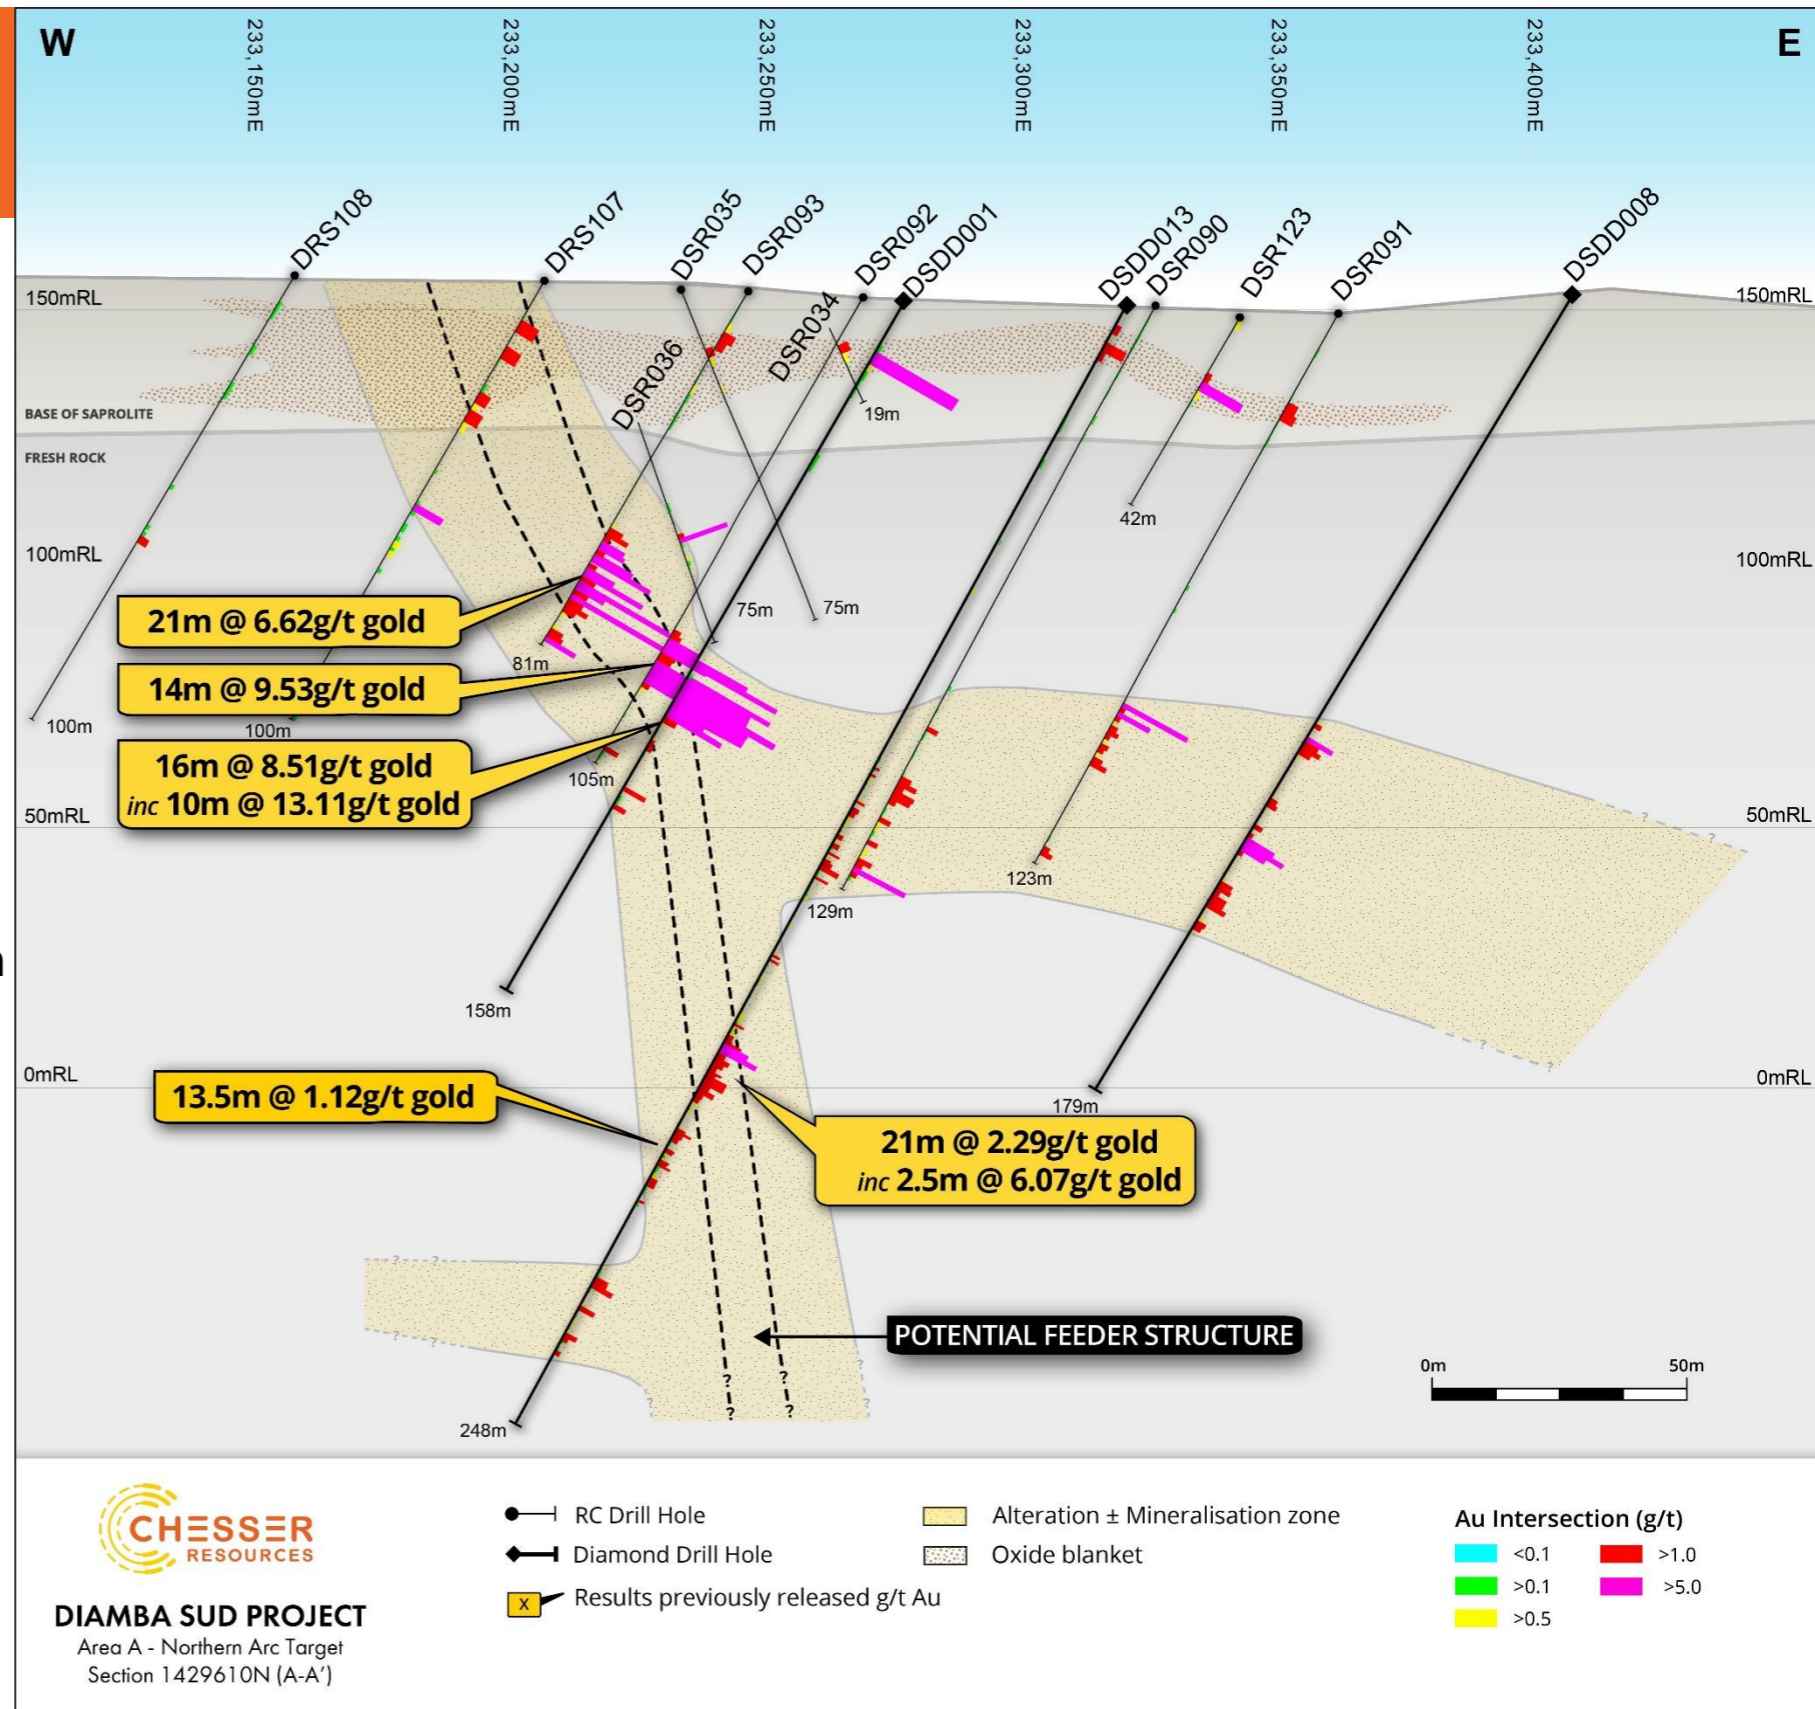 W
E
233,150mE
233,200mE
233,250mE
233,300mE
233,350mE
233,400mE
DRS108
DRS107
DSR035
DSR093
DSR092
DSDD001
DSDD013
DSR090
DSR123
DSR091
DSDD008
150mRL
150mRL
DSR034
DSR036
19m
BASE OF SAPROLITE
FRESH ROCK
42m
100mRL
100mRL
75m
75m
21m @ 6.62g/t gold
81m
14m @ 9.53g/t gold
100m
100m
16m @ 8.51g/t gold
inc 10m @ 13.11g/t gold
105m
50mRL
50mRL
123m
129m
158m
0mRL
0mRL
13.5m @ 1.12g/t gold
179m
21m @ 2.29g/t gold
inc 2.5m @ 6.07g/t gold
? ?
? ?
? ?
? ?
? ?
POTENTIAL FEEDER STRUCTURE
? ?
? ?
? ?
248m
0m 50m
CHESSER
RESOURCES
DIAMBA SUD PROJECT
Area A - Northern Arc Target
Section 1429610N (A-A')
RC Drill Hole
Diamond Drill Hole
X Results previously released g/t Au
Alteration ± Mineralisation zone
Oxide blanket
Au Intersection (g/t)
<0.1 >1.0
>0.1 >5.0
>0.5